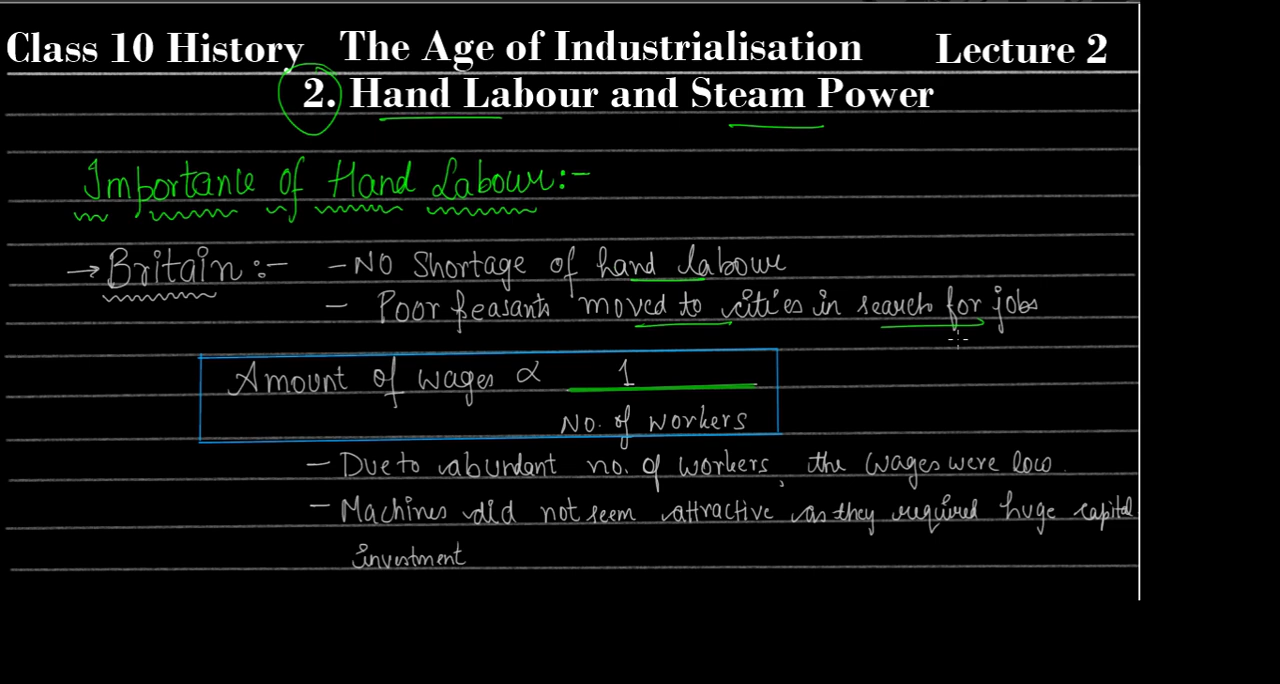 Class 10 History The Age of Industrialisation Lecture 2
2. Hand Labour and Steam Power
Importance of Hand Labour:-
→ Britain :- - NO Shortage of hand labour
- Poor peasants moved to cities in search for jobs
Amount of wages ∝ 1
No. of workers
- Due to abundant no. of workers, the wages were low
- Machines did not seem attractive as they required huge capital
investment